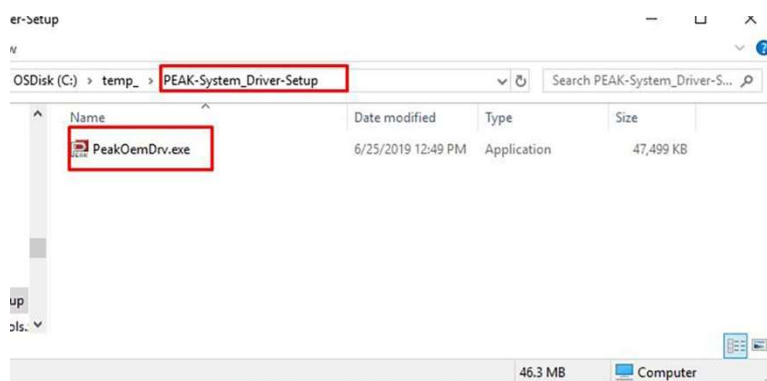 er-Setup
OSDisk (C:) › temp_ › PEAK-System_Driver-Setup Search PEAK-System_Driver-S...
Name Date modified Type Size
PeakOemDrv.exe 6/25/2019 12:49 PM Application 47,499 KB
up
ols.
46.3 MB Computer